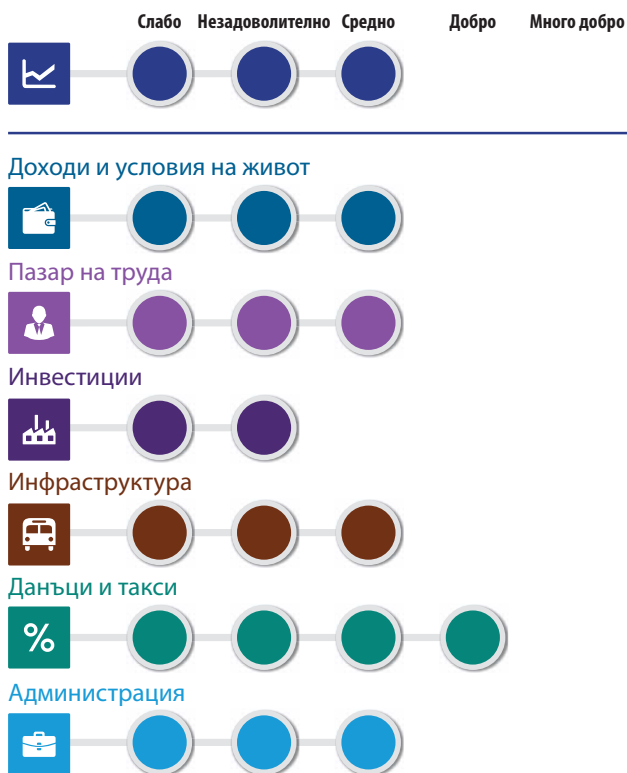 Слабо Незадоволително Средно Добро Много добро
Доходи и условия на живот
Пазар на труда
Инвестиции
Инфраструктура
Данъци и такси
%
Администрация